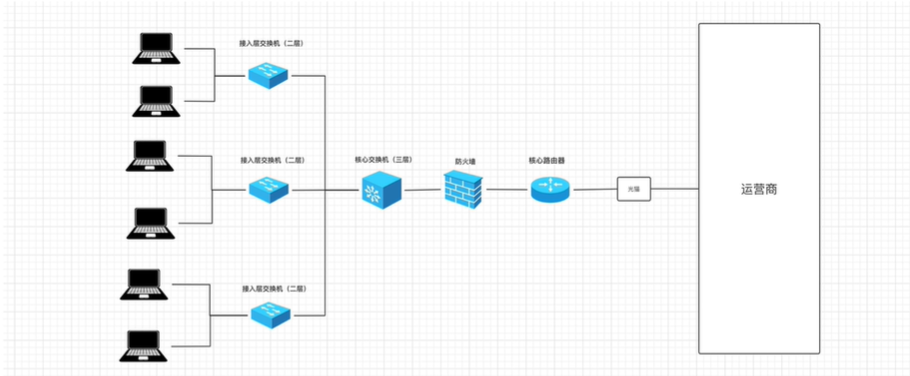 接入层交换机（二层）
接入层交换机（二层）
核心交换机（三层）
防火墙
核心路由器
光猫
运营商
接入层交换机（二层）